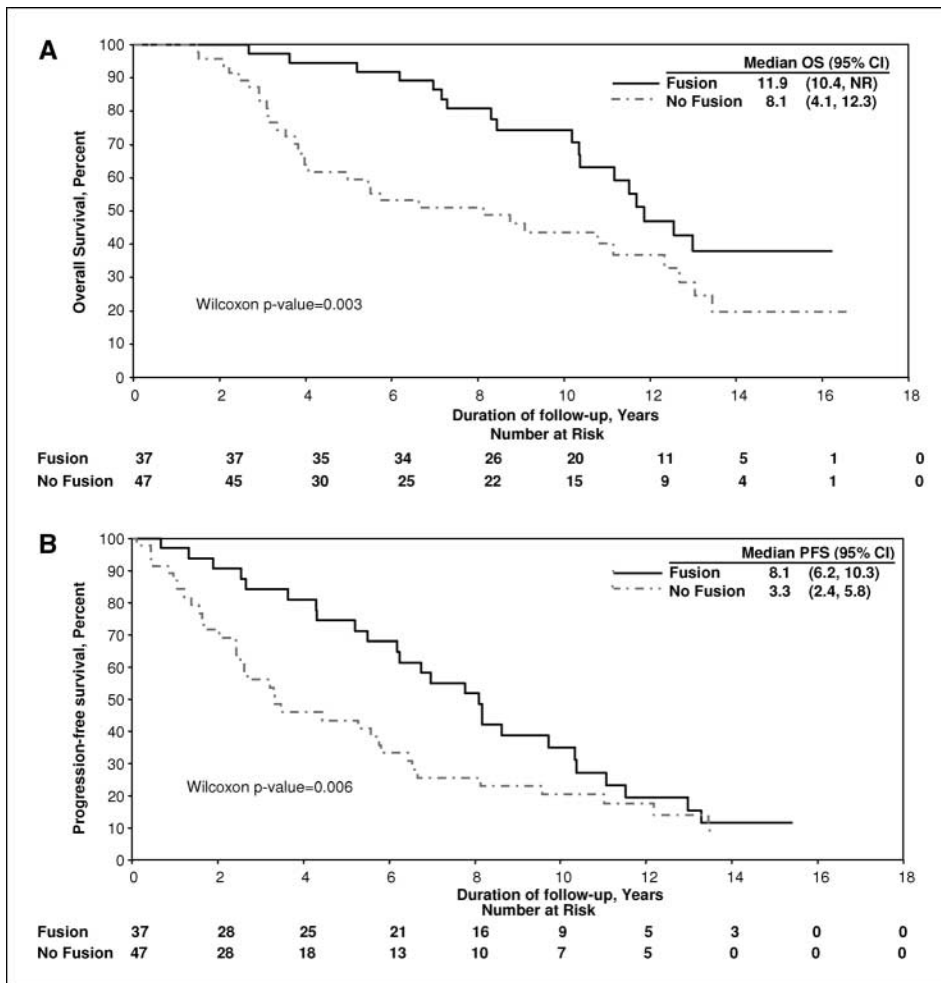 A
Median OS (95% CI)
Fusion 11.9 (10.4, NR)
No Fusion 8.1 (4.1, 12.3)
Overall Survival, Percent
100
90
80
70
60
50
40
30
20
10
0
Wilcoxon p-value=0.003
0 2 4 6 8 10 12 14 16 18
Duration of follow-up, Years
Number at Risk
Fusion 37 37 35 34 26 20 11 5 1 0
No Fusion 47 45 30 25 22 15 9 4 1 0
B
Median PFS (95% CI)
Fusion 8.1 (6.2, 10.3)
No Fusion 3.3 (2.4, 5.8)
Progression-free survival, Percent
100
90
80
70
60
50
40
30
20
10
0
Wilcoxon p-value=0.006
0 2 4 6 8 10 12 14 16 18
Duration of follow-up, Years
Number at Risk
Fusion 37 28 25 21 16 9 5 3 0 0
No Fusion 47 28 18 13 10 7 5 0 0 0